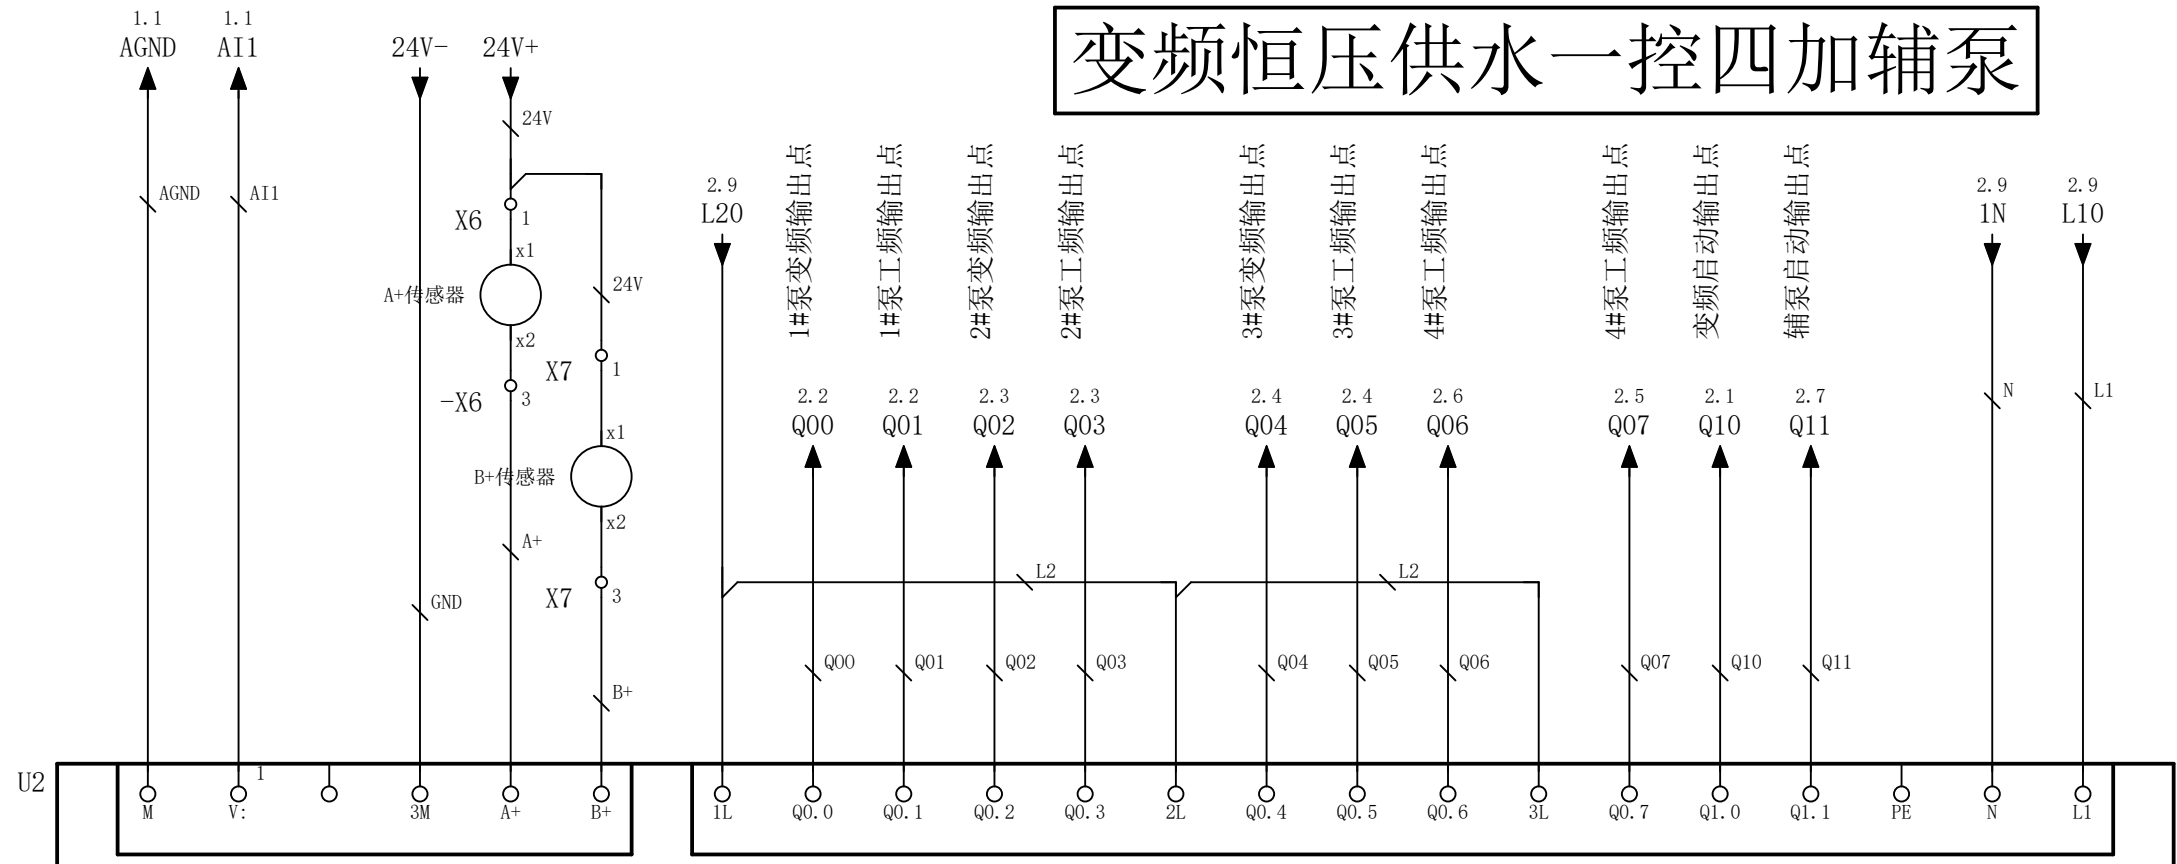 变频恒压供水一控四加辅泵
1.1 1.1
AGND AI1 24V- 24V+
24V
AGND AI1
X6 1
x1
A+传感器
x2
-X6 3
24V
X7 1
x1
B+传感器
x2
X7 3
A+
GND
B+
2.9
L20
1#泵变频输出点
1#泵工频输出点
2#泵变频输出点
2#泵工频输出点
3#泵变频输出点
3#泵工频输出点
4#泵工频输出点
4#泵工频输出点
变频启动输出点
辅泵启动输出点
2.2 2.2 2.3 2.3 2.4 2.4 2.6 2.5 2.1 2.7
Q00 Q01 Q02 Q03 Q04 Q05 Q06 Q07 Q10 Q11
2.9 2.9
1N L10
N L1
L2 L2
Q00 Q01 Q02 Q03 Q04 Q05 Q06 Q07 Q10 Q11
U2 1
M V: 3M A+ B+ 1L Q0.0 Q0.1 Q0.2 Q0.3 2L Q0.4 Q0.5 Q0.6 3L Q0.7 Q1.0 Q1.1 PE N L1